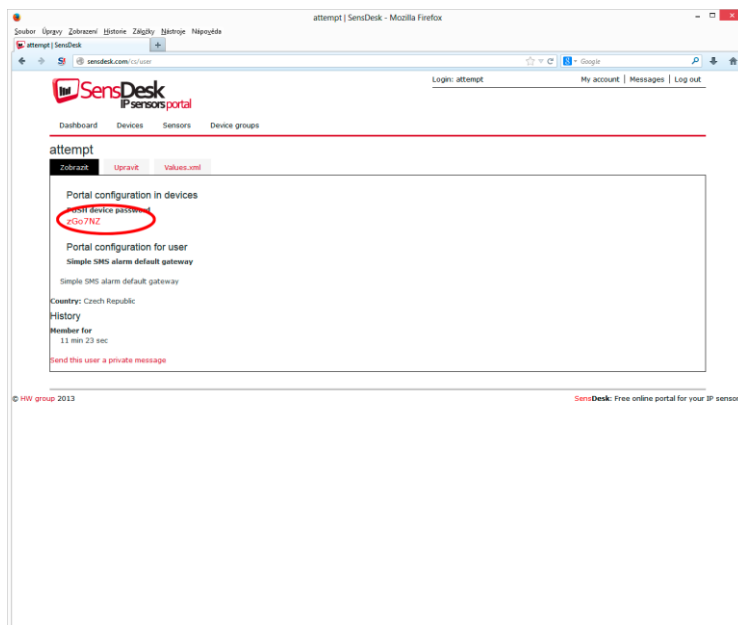 attempt | SensDesk - Mozilla Firefox
Soubor Úpravy Zobrazení Historie Záložky Nástroje Nápověda
attempt | SensDesk
sensdesk.com/cs/user
Google
SensDesk
IP sensors portal
Login: attempt
My account | Messages | Log out
Dashboard Devices Sensors Device groups
attempt
Zobrazit Upravit Values.xml
Portal configuration in devices
PUSH device password
zGo7NZ
Portal configuration for user
Simple SMS alarm default gateway
Simple SMS alarm default gateway
Country: Czech Republic
History
Member for
11 min 23 sec
Send this user a private message
© HW group 2013
SensDesk: Free online portal for your IP sensor